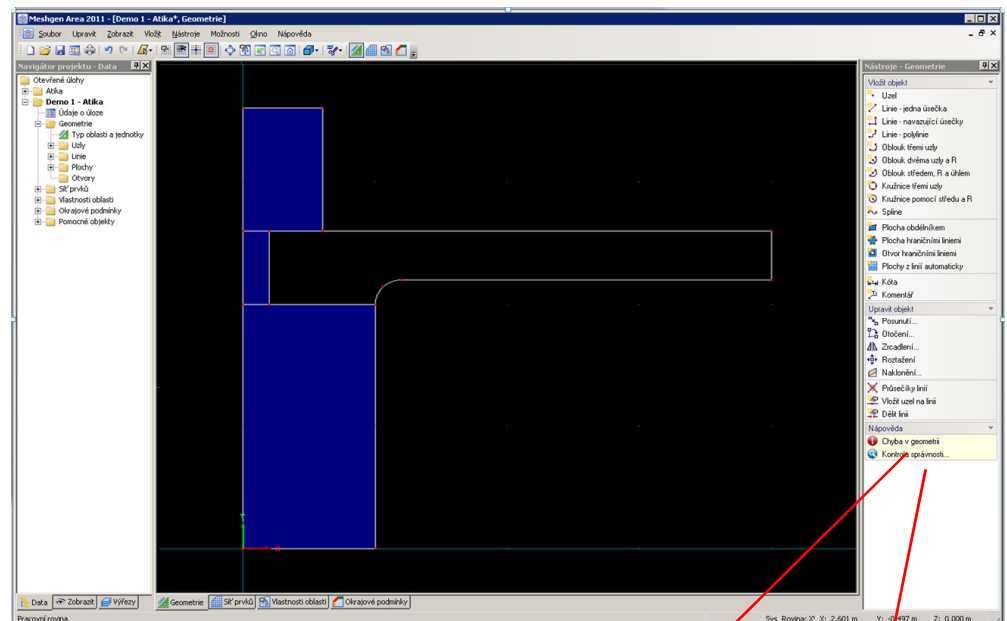 Meshgen Area 2011 - [Demo 1 - Atika*, Geometrie]
Soubor Upravit Zobrazit Vložit Nástroje Možnosti Okno Nápověda
Navigátor projektu - Data
Otevřené úlohy
Atika
Demo 1 - Atika
Údaje o úloze
Geometrie
Typ oblasti a jednotky
Uzly
Linie
Plochy
Otvory
Síť prvků
Vlastnosti oblasti
Okrajové podmínky
Pomocné objekty
Nástroje - Geometrie
Vložit objekt
Uzel
Linie - jedna úsečka
Linie - navazující úsečky
Linie - polylinie
Oblouk třemi uzly
Oblouk dvěma uzly a R
Oblouk středem, R a úhlem
Kružnice třemi uzly
Kružnice pomocí středu a R
Spline
Plocha obdélníkem
Plocha hraničními liniemi
Otvor hraničními liniemi
Plochy z linií automaticky
Kóta
Komentář
Upravit objekt
Posunutí...
Otočení...
Zrcadlení...
Roztažení
Naklonění...
Průsečíky linií
Vložit uzel na linii
Dělit linii
Nápověda
Chyba v geometrii
Kontrola správnosti...
Y
Data Zobrazit Výřezy
Geometrie Síť prvků Vlastnosti oblasti Okrajové podmínky
Pracovní rovina
Sys Rovina: X: 2.601 m Y: -0.497 m Z: 0.000 m